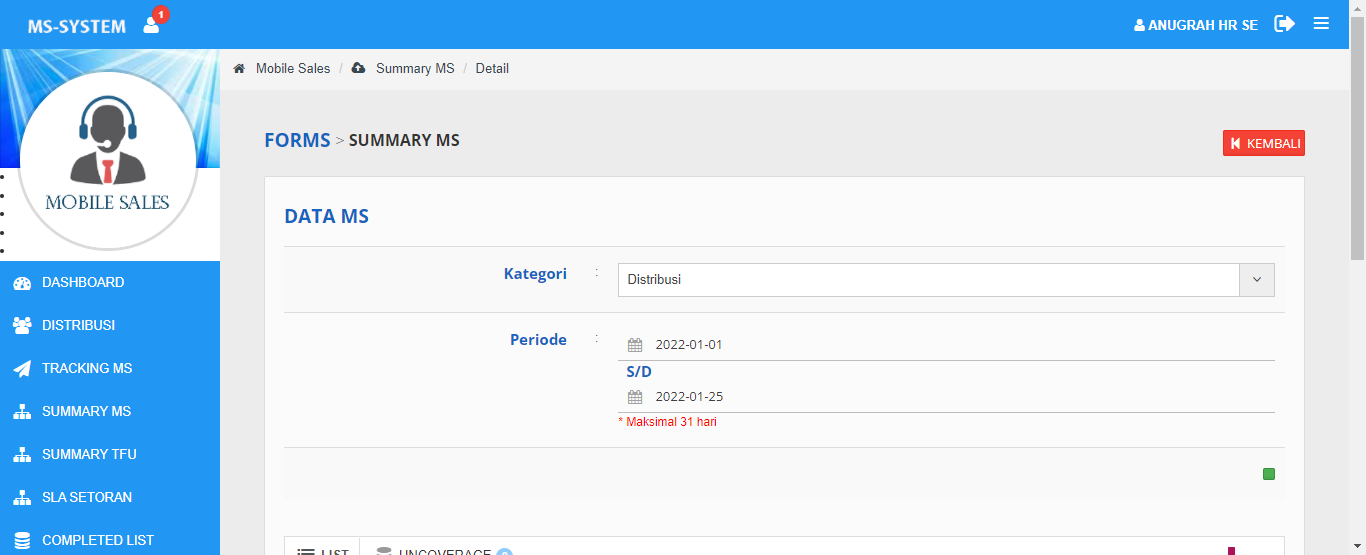 MS-SYSTEM 1 ANUGRAH HR SE
Mobile Sales / Summary MS / Detail
MOBILE SALES
FORMS > SUMMARY MS
KEMBALI
DATA MS
Kategori : Distribusi
Periode : 2022-01-01
S/D
2022-01-25
* Maksimal 31 hari
DASHBOARD
DISTRIBUSI
TRACKING MS
SUMMARY MS
SUMMARY TFU
SLA SETORAN
COMPLETED LIST
LIST UNCOVERAGE